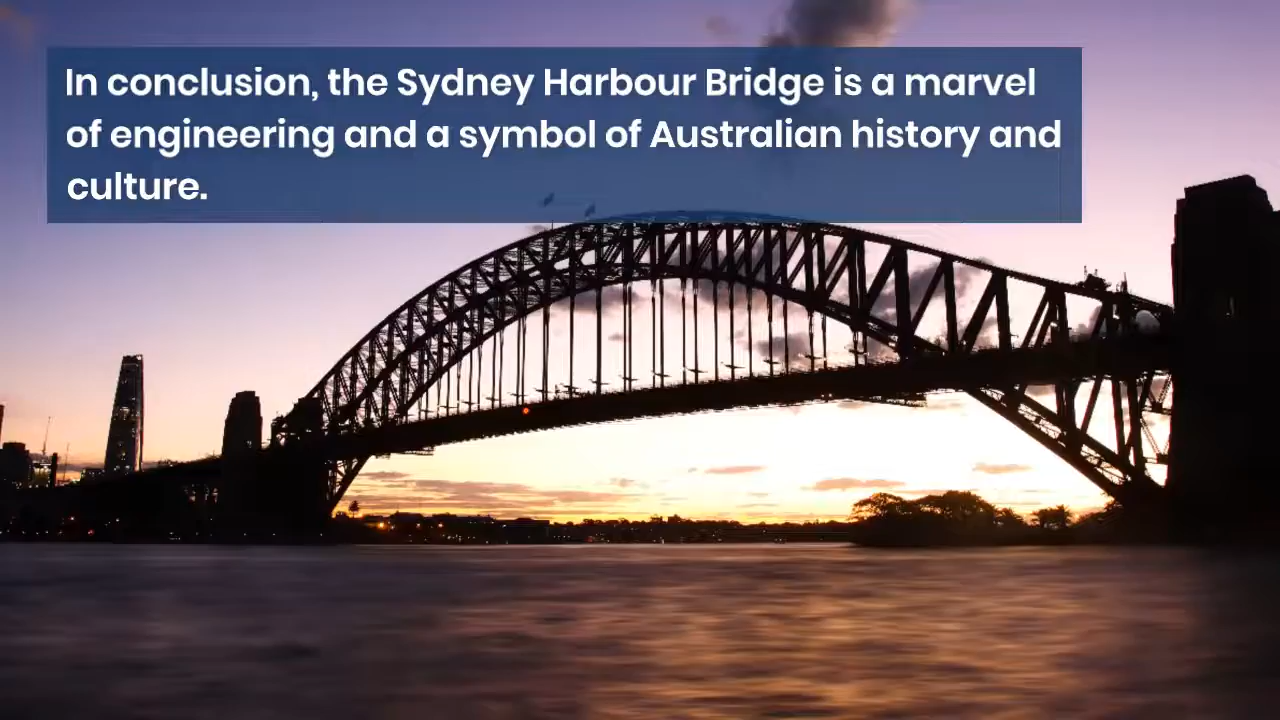 In conclusion, the Sydney Harbour Bridge is a marvel
of engineering and a symbol of Australian history and
culture.